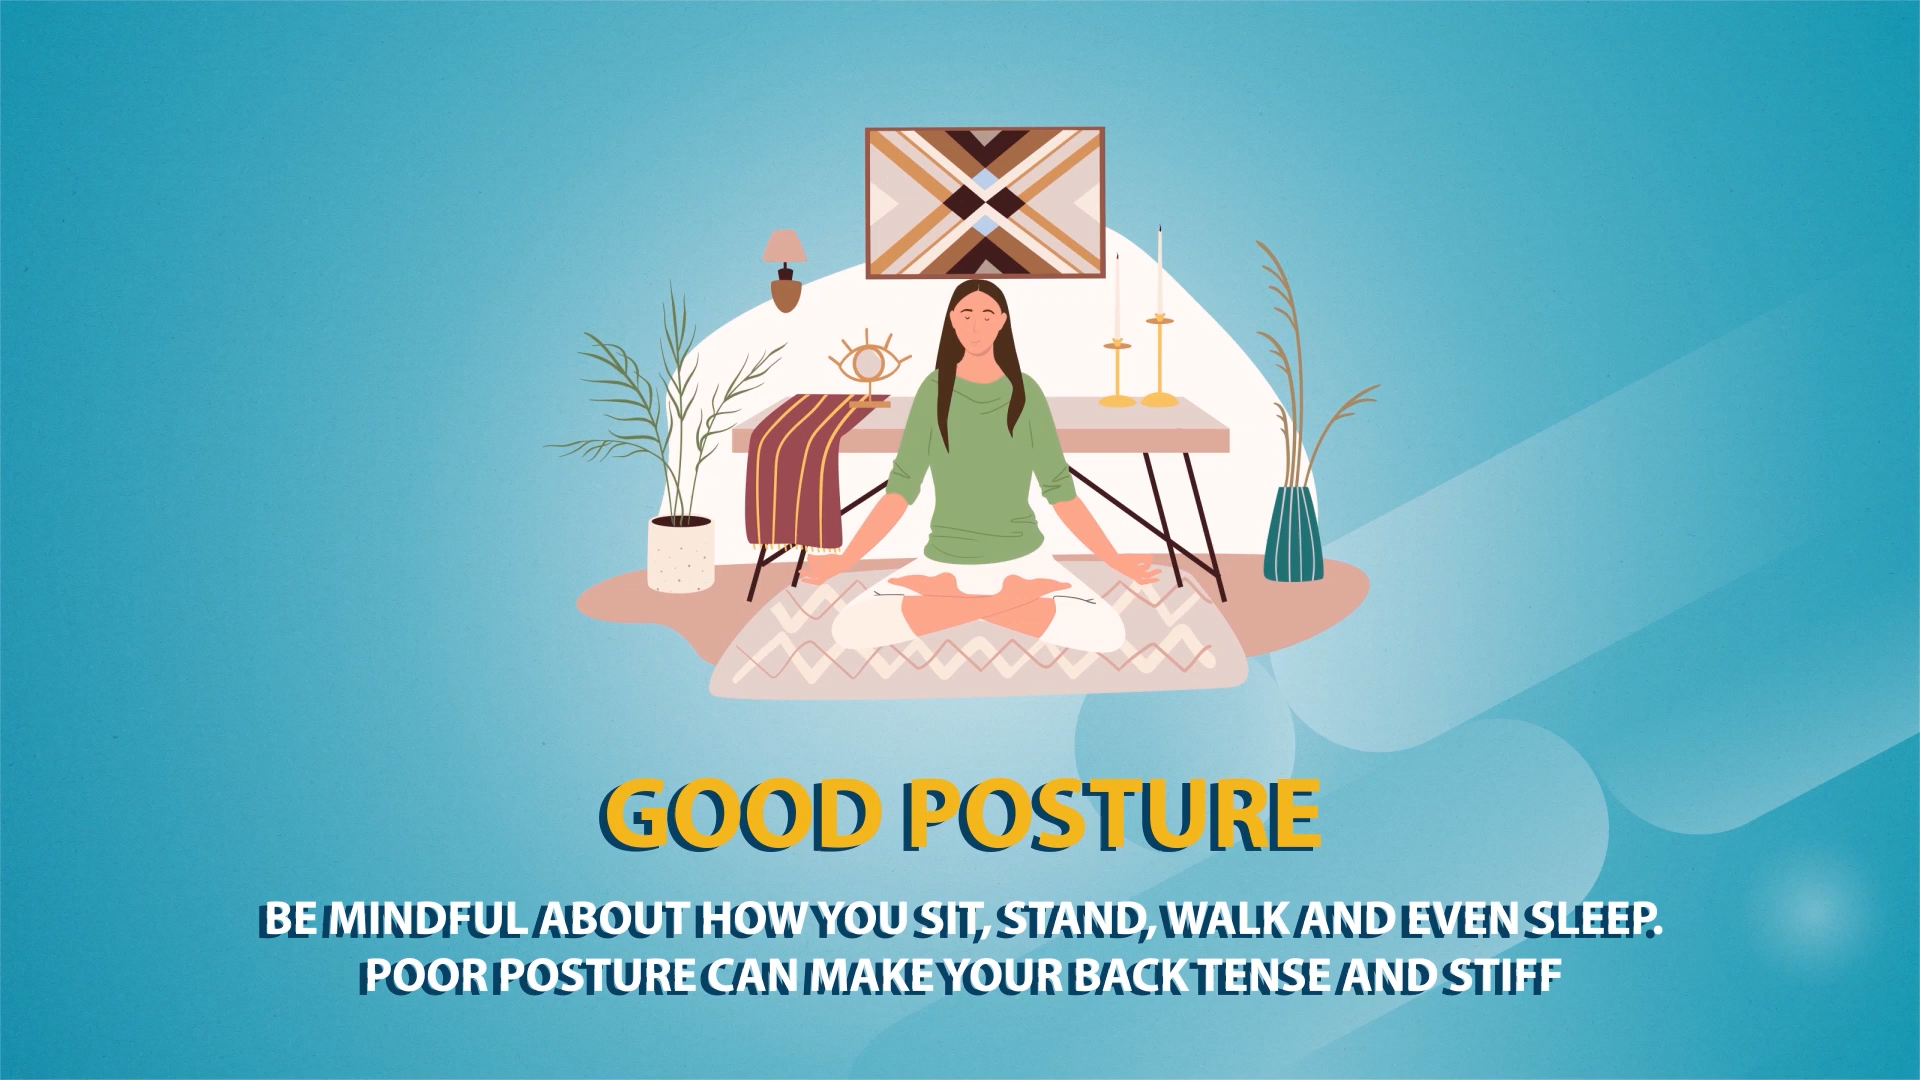 GOOD POSTURE
BE MINDFUL ABOUT HOW YOU SIT, STAND, WALK AND EVEN SLEEP.
POOR POSTURE CAN MAKE YOUR BACK TENSE AND STIFF